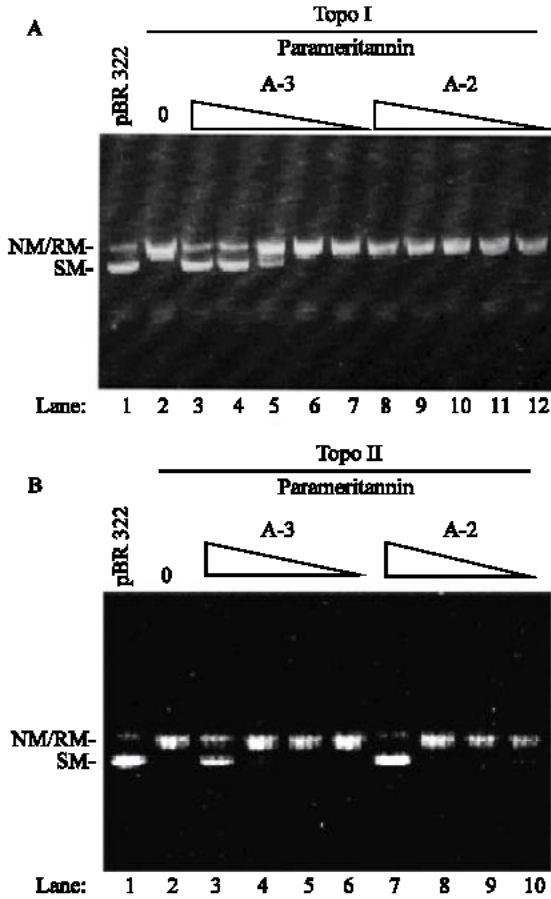 A
Topo I
Parameritannin
pBR 322
0
A-3
A-2
NM/RM-
SM-
Lane: 1 2 3 4 5 6 7 8 9 10 11 12
B
Topo II
Parameritannin
pBR 322
0
A-3
A-2
NM/RM-
SM-
Lane: 1 2 3 4 5 6 7 8 9 10